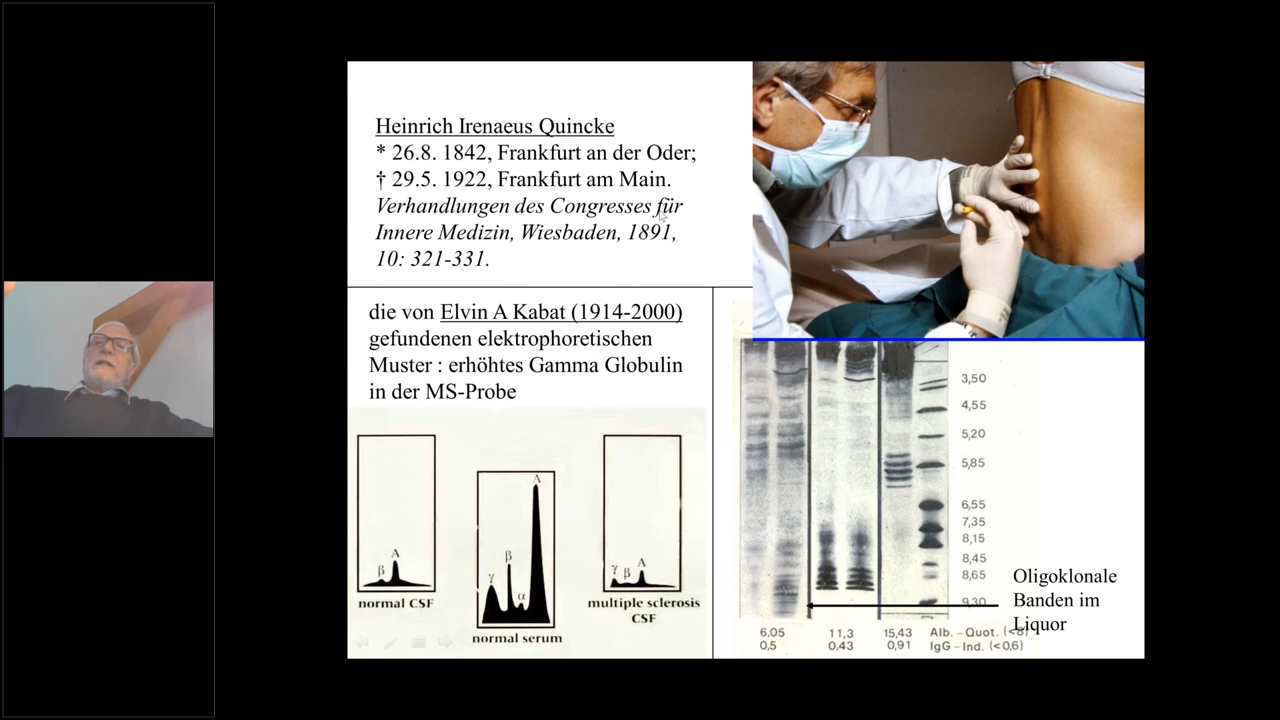 Heinrich Irenaeus Quincke
* 26.8. 1842, Frankfurt an der Oder;
† 29.5. 1922, Frankfurt am Main.
Verhandlungen des Congresses für
Innere Medizin, Wiesbaden, 1891,
10: 321-331.
die von Elvin A Kabat (1914-2000)
gefundenen elektrophoretischen
Muster : erhöhtes Gamma Globulin
in der MS-Probe
β A
normal CSF
γ β α A
normal serum
γ β A
multiple sclerosis
CSF
3,50
4,55
5,20
5,85
6,55
7,35
8,15
8,45
8,65
9,30
Oligoklonale
Banden im
Liquor
6,05 11,3 15,43 Alb. - Quot. (<8)
0,5 0,43 0,91 IgG - Ind. (<0,6)